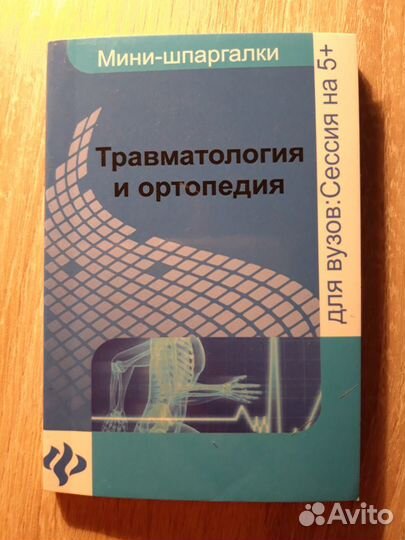 Мини-шпаргалки
Травматология
и ортопедия
для вузов:Сессия на 5+
Avito